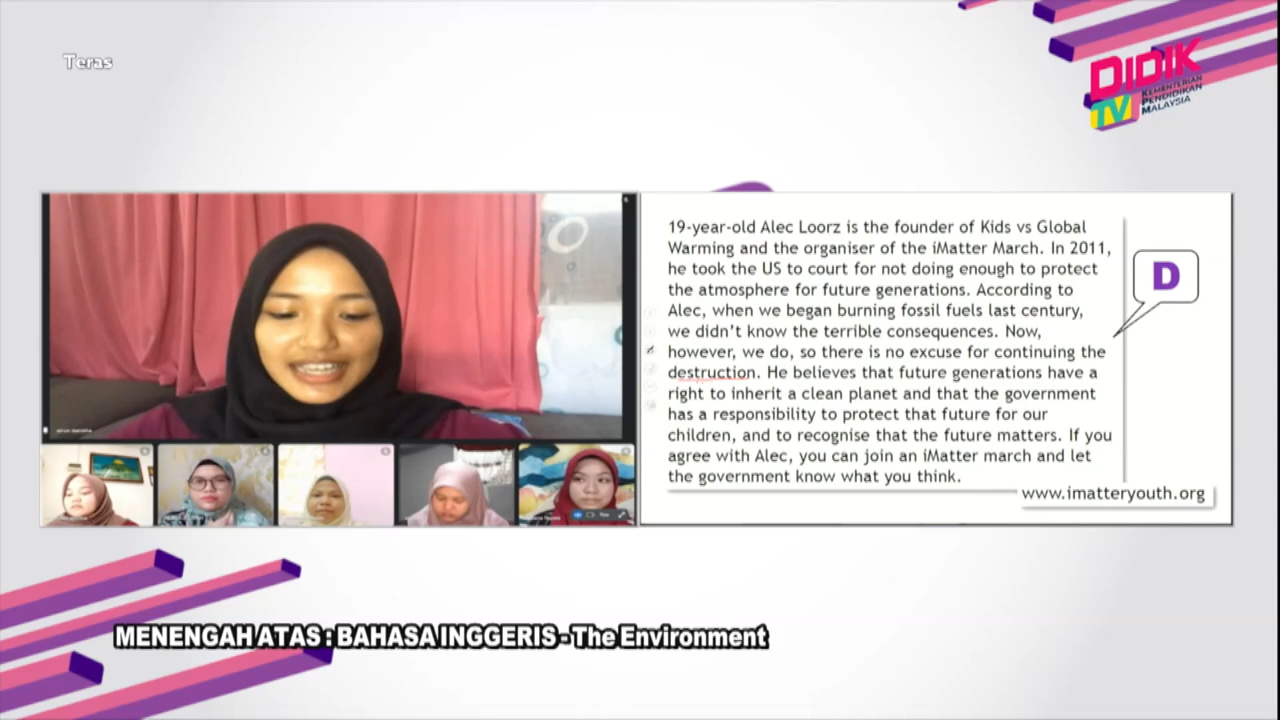 Teras
DIDIK
TV
KEMENTERIAN
PENDIDIKAN
MALAYSIA
19-year-old Alec Loorz is the founder of Kids vs Global
Warming and the organiser of the iMatter March. In 2011,
he took the US to court for not doing enough to protect
the atmosphere for future generations. According to
Alec, when we began burning fossil fuels last century,
we didn't know the terrible consequences. Now,
however, we do, so there is no excuse for continuing the
destruction. He believes that future generations have a
right to inherit a clean planet and that the government
has a responsibility to protect that future for our
children, and to recognise that the future matters. If you
agree with Alec, you can join an iMatter march and let
the government know what you think.
D
www.imatteryouth.org
MENENGAH ATAS : BAHASA INGGERIS - The Environment